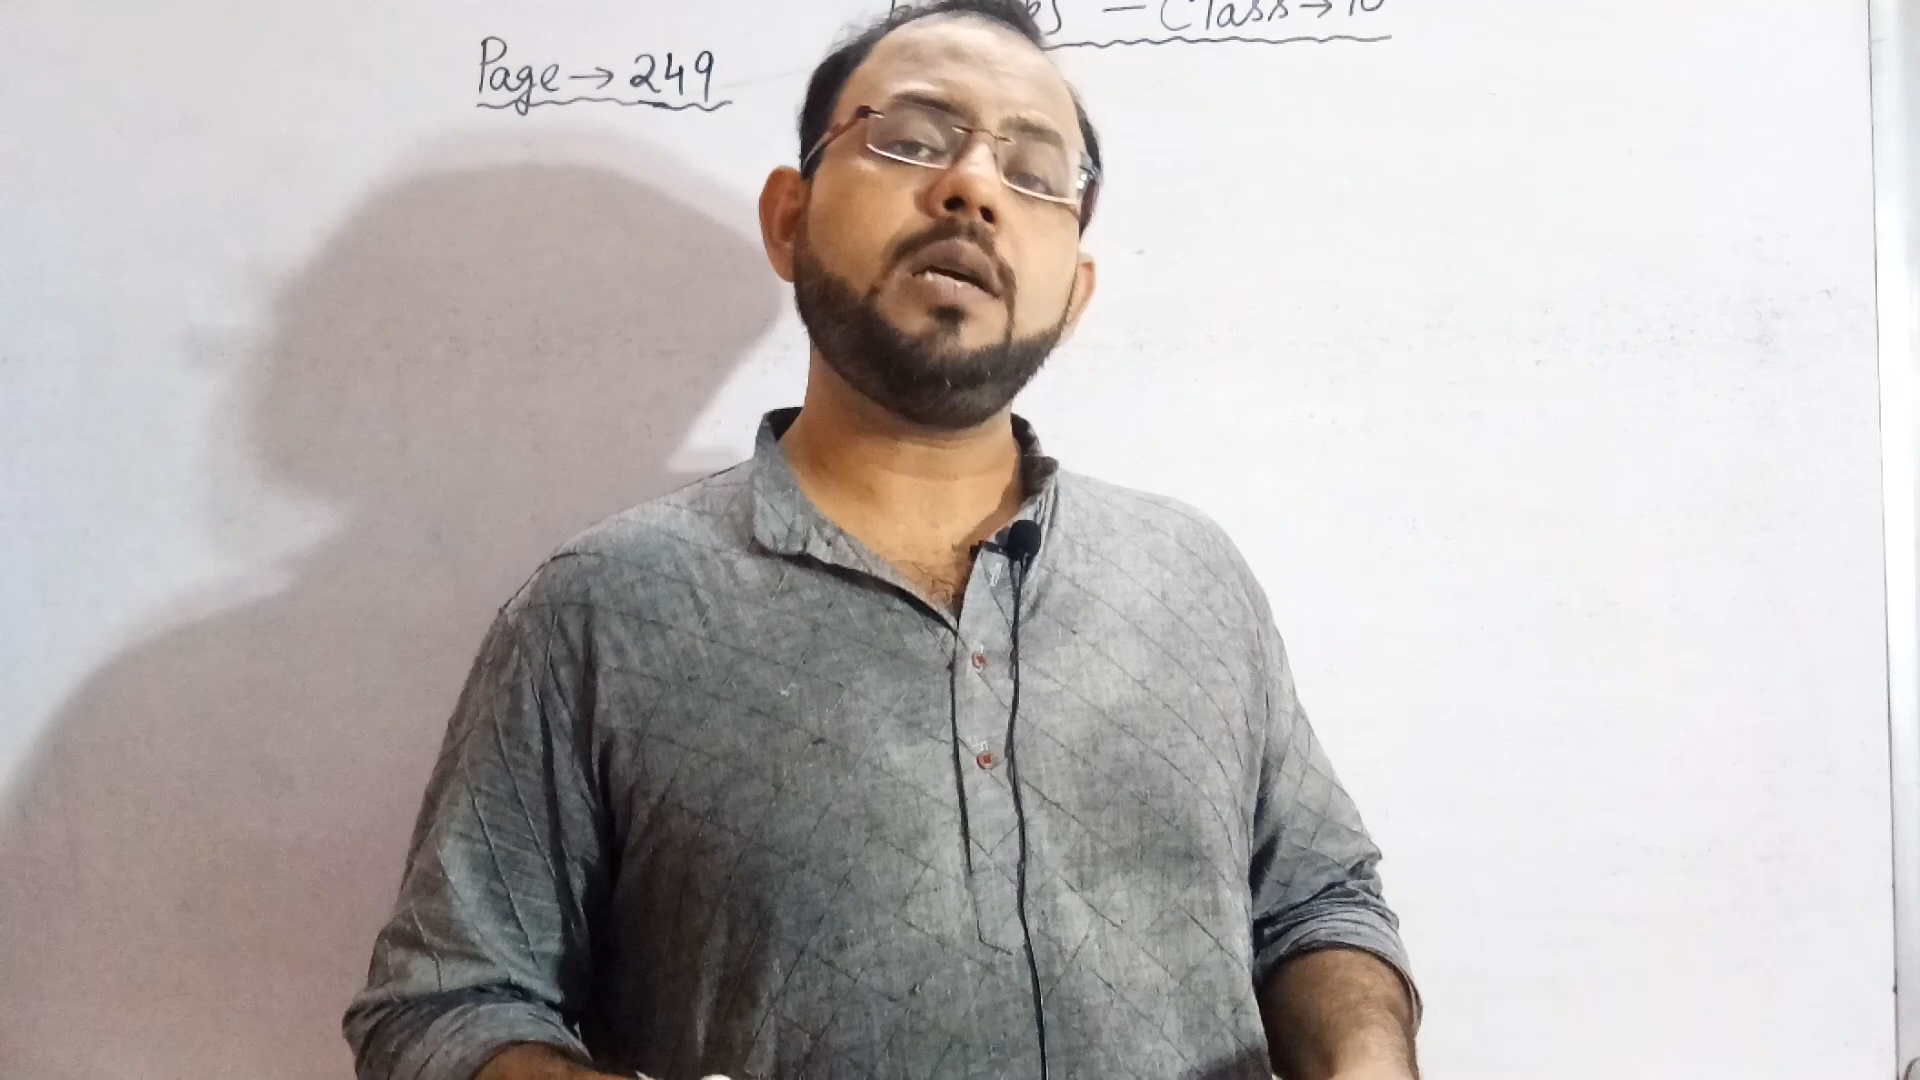 – Class → 10
Page → 249